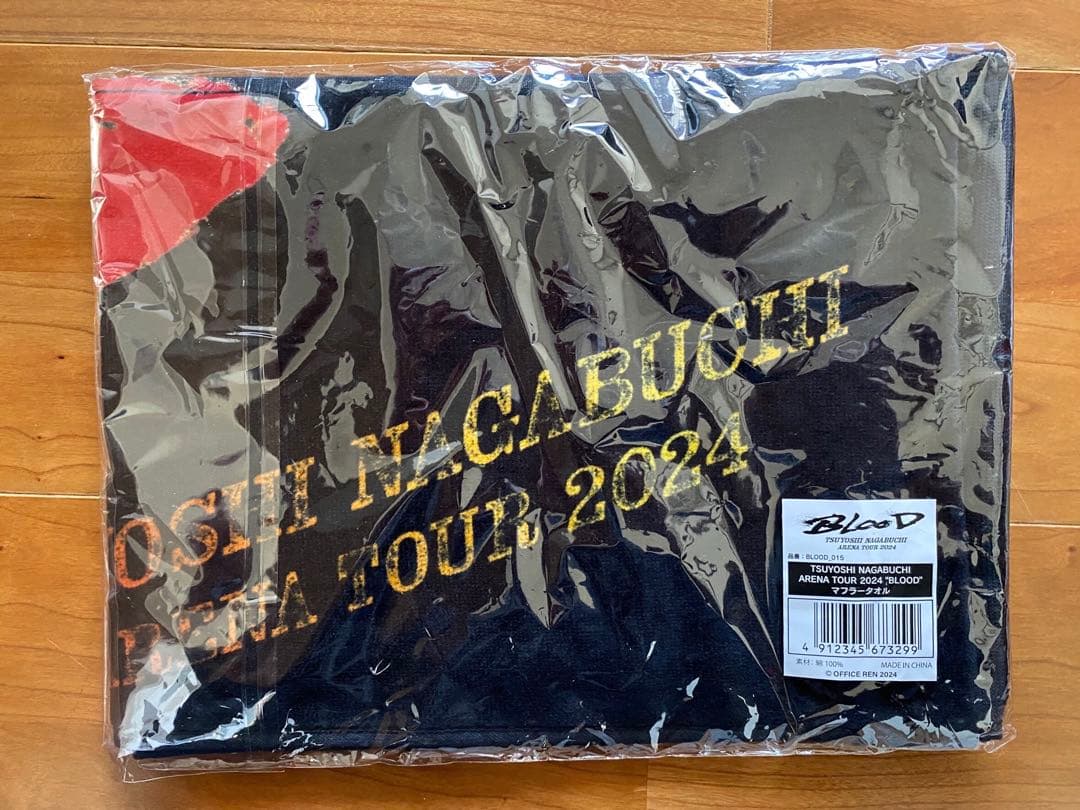 OSHI NAGABUCHI
RENA TOUR 2024
BLOOD
TSUYOSHI NAGABUCHI
ARENA TOUR 2024
品番：BLOOD_015
TSUYOSHI NAGABUCHI
ARENA TOUR 2024 "BLOOD"
マフラータオル
4 912345 673299
素材：綿 100% MADE IN CHINA
© OFFICE REN 2024